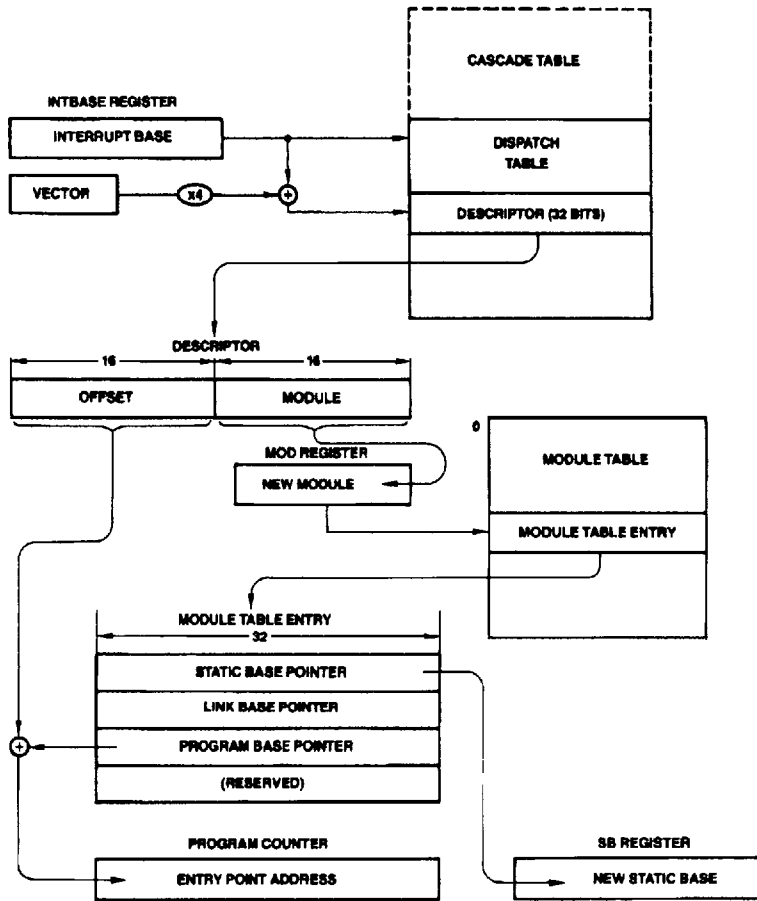 CASCADE TABLE
INTBASE REGISTER
INTERRUPT BASE
DISPATCH
TABLE
VECTOR
x4
+
DESCRIPTOR (32 BITS)
DESCRIPTOR
16
16
OFFSET
MODULE
MOD REGISTER
NEW MODULE
0
MODULE TABLE
MODULE TABLE ENTRY
MODULE TABLE ENTRY
32
STATIC BASE POINTER
LINK BASE POINTER
+
PROGRAM BASE POINTER
(RESERVED)
PROGRAM COUNTER
ENTRY POINT ADDRESS
SB REGISTER
NEW STATIC BASE